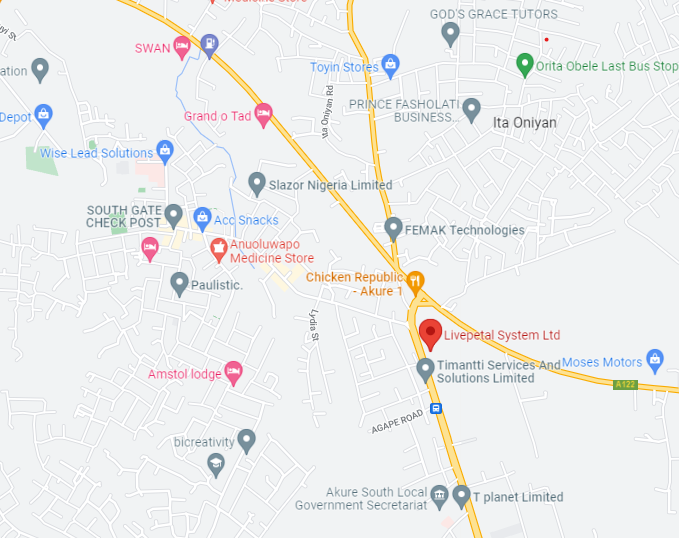 Medicine Store
GOD'S GRACE TUTORS
SWAN
Toyin Stores
Orita Obele Last Bus Stop
ation
Ita Oniyan Rd
PRINCE FASHOLATI
BUSINESS...
Grand o Tad
Depot
Ita Oniyan
Wise Lead Solutions
Slazor Nigeria Limited
SOUTH GATE
CHECK POST
Acc Snacks
FEMAK Technologies
Anuoluwapo
Medicine Store
Chicken Republic
- Akure 1
Paulistic.
Lydia St
Livepetal System Ltd
Timantti Services And
Solutions Limited
Moses Motors
Amstol lodge
A122
AGAPE ROAD
bicreativity
Akure South Local
Government Secretariat
T planet Limited